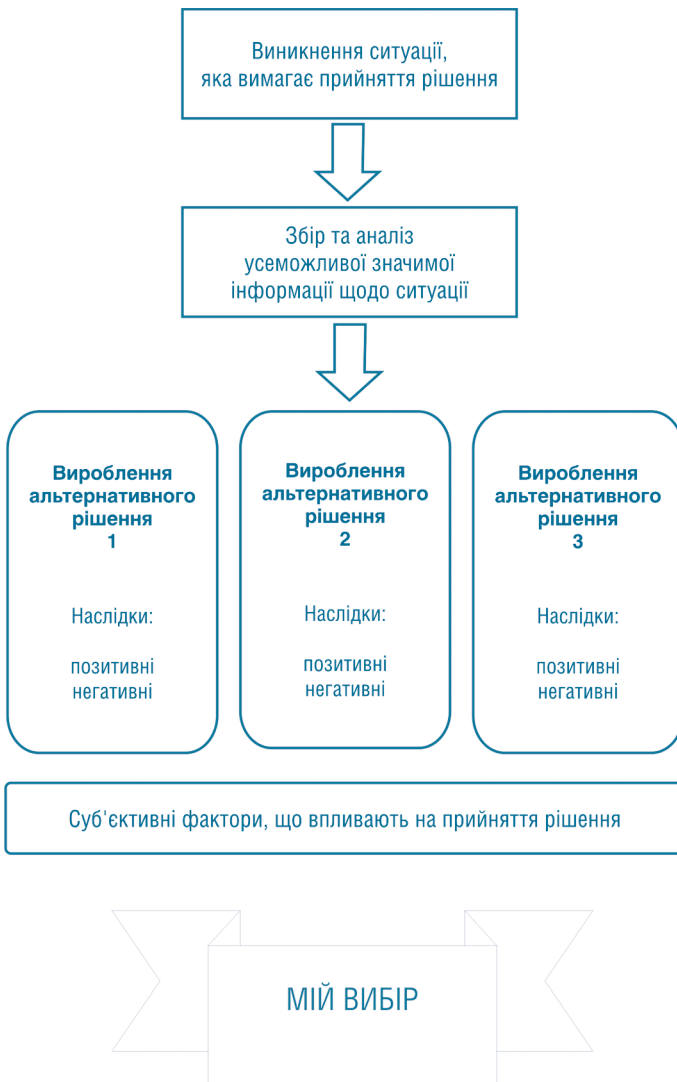 Виникнення ситуації,
яка вимагає прийняття рішення
Збір та аналіз
усеможливої значимої
інформації щодо ситуації
Вироблення
альтернативного
рішення
1
Наслідки:
позитивні
негативні
Вироблення
альтернативного
рішення
2
Наслідки:
позитивні
негативні
Вироблення
альтернативного
рішення
3
Наслідки:
позитивні
негативні
Суб'єктивні фактори, що впливають на прийняття рішення
МІЙ ВИБІР